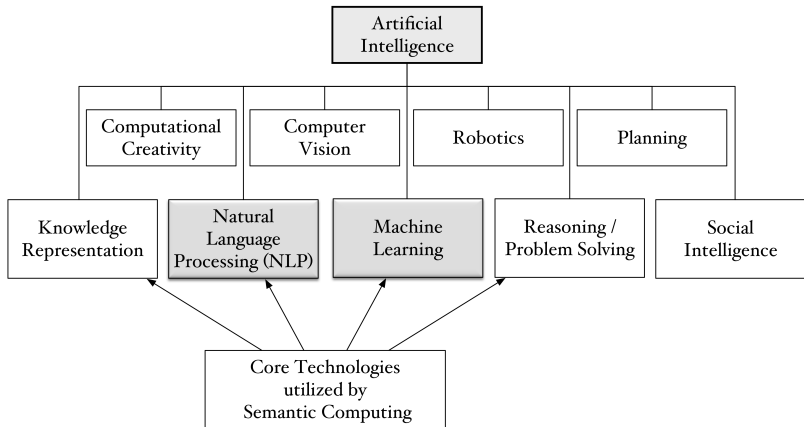 Artificial
Intelligence
Computational
Creativity
Computer
Vision
Robotics
Planning
Knowledge
Representation
Natural
Language
Processing (NLP)
Machine
Learning
Reasoning /
Problem Solving
Social
Intelligence
Core Technologies
utilized by
Semantic Computing